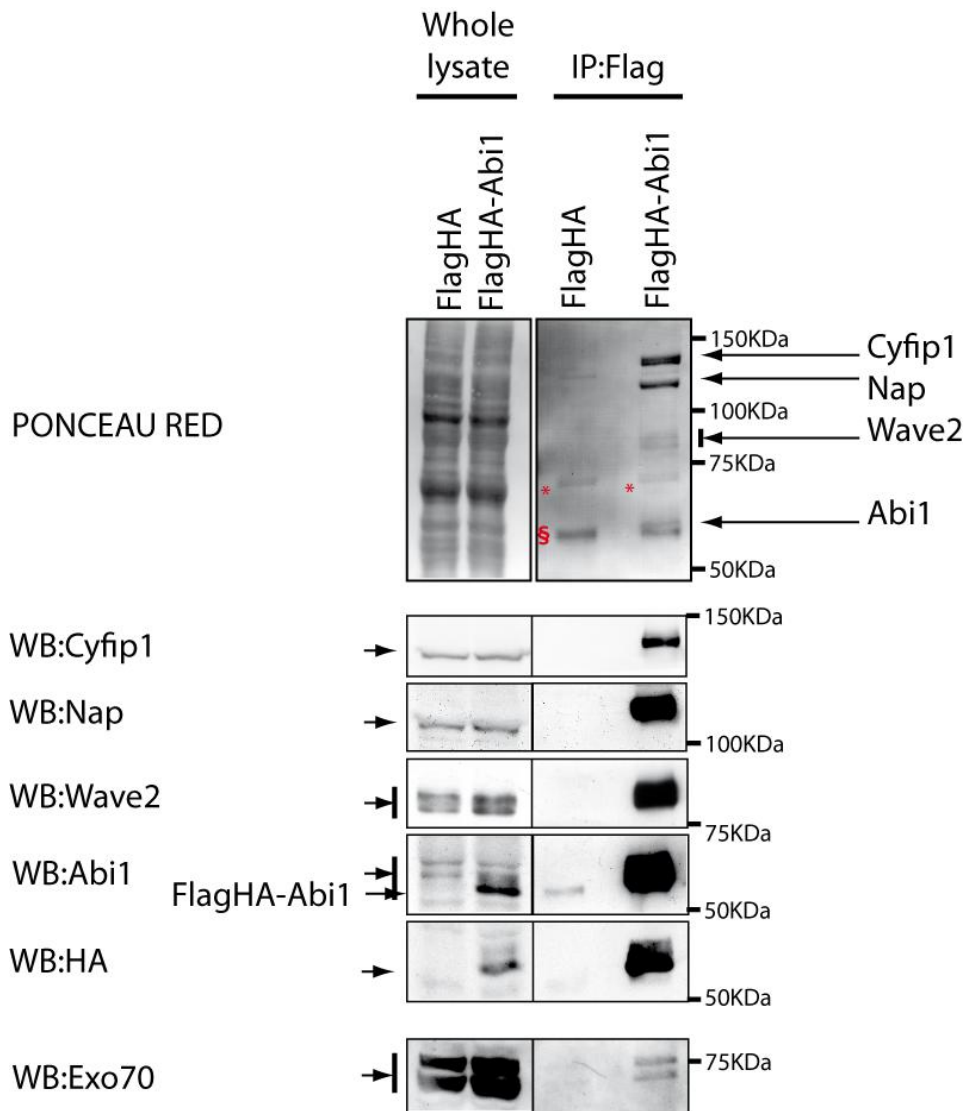 Whole
lysate
IP:Flag
FlagHA
FlagHA-Abi1
FlagHA
FlagHA-Abi1
PONCEAU RED
150KDa
Cyfip1
Nap
100KDa
Wave2
75KDa
*
*
Abi1
§
50KDa
150KDa
WB:Cyfip1
WB:Nap
100KDa
WB:Wave2
75KDa
WB:Abi1
FlagHA-Abi1
50KDa
WB:HA
50KDa
75KDa
WB:Exo70